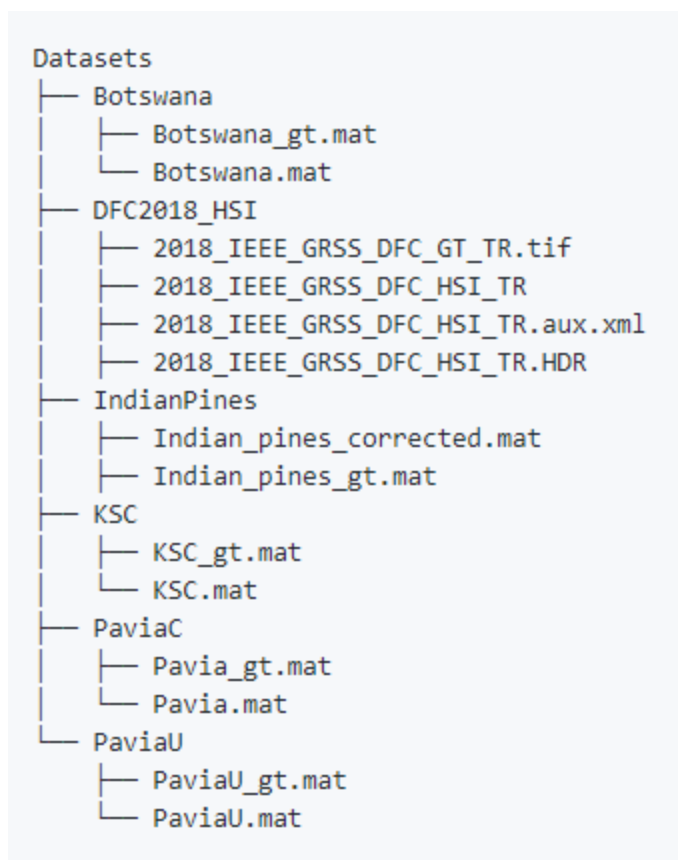 Datasets
├── Botswana
│   ├── Botswana_gt.mat
│   └── Botswana.mat
├── DFC2018_HSI
│   ├── 2018_IEEE_GRSS_DFC_GT_TR.tif
│   ├── 2018_IEEE_GRSS_DFC_HSI_TR
│   ├── 2018_IEEE_GRSS_DFC_HSI_TR.aux.xml
│   ├── 2018_IEEE_GRSS_DFC_HSI_TR.HDR
├── IndianPines
│   ├── Indian_pines_corrected.mat
│   ├── Indian_pines_gt.mat
├── KSC
│   ├── KSC_gt.mat
│   └── KSC.mat
├── PaviaC
│   ├── Pavia_gt.mat
│   └── Pavia.mat
└── PaviaU
    ├── PaviaU_gt.mat
    └── PaviaU.mat